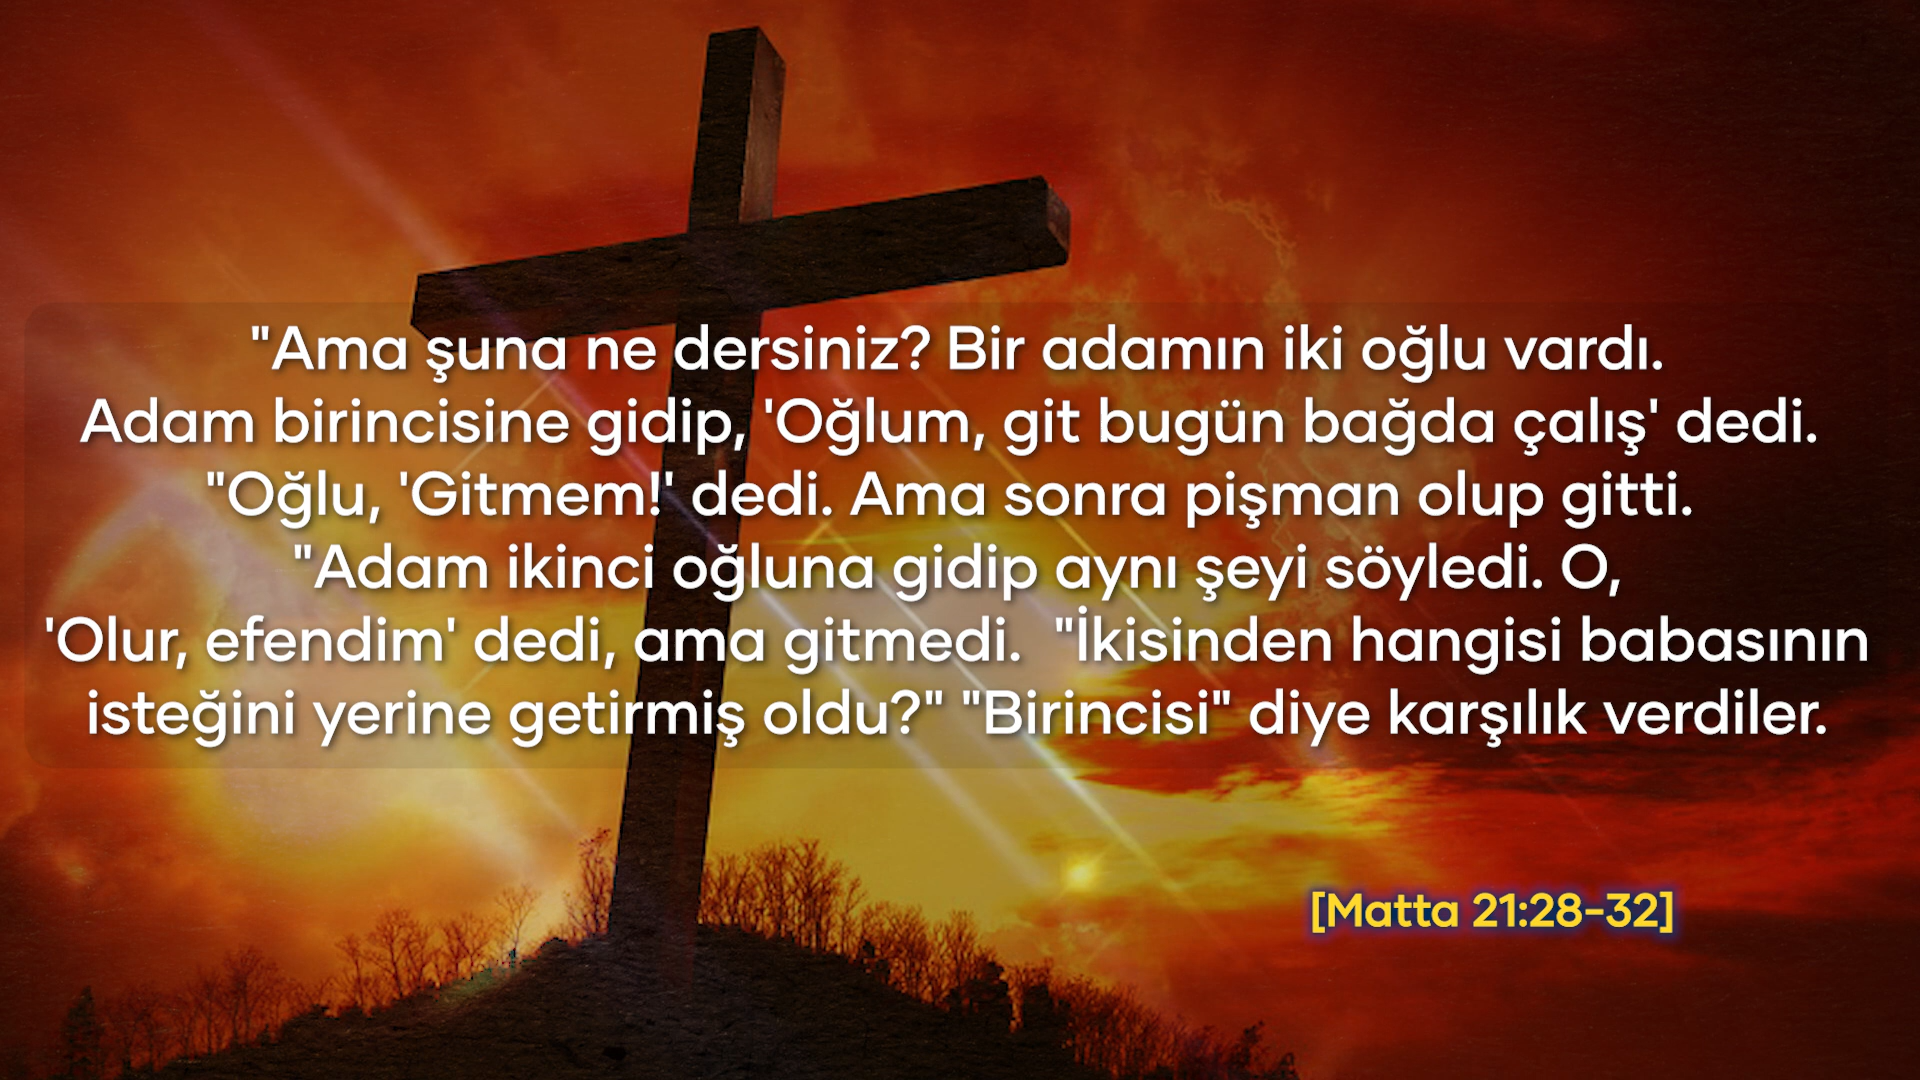 "Ama şuna ne dersiniz? Bir adamın iki oğlu vardı.
Adam birincisine gidip, 'Oğlum, git bugün bağda çalış' dedi.
"Oğlu, 'Gitmem!' dedi. Ama sonra pişman olup gitti.
"Adam ikinci oğluna gidip aynı şeyi söyledi. O,
'Olur, efendim' dedi, ama gitmedi.  "İkisinden hangisi babasının
isteğini yerine getirmiş oldu?" "Birincisi" diye karşılık verdiler.
[Matta 21:28-32]